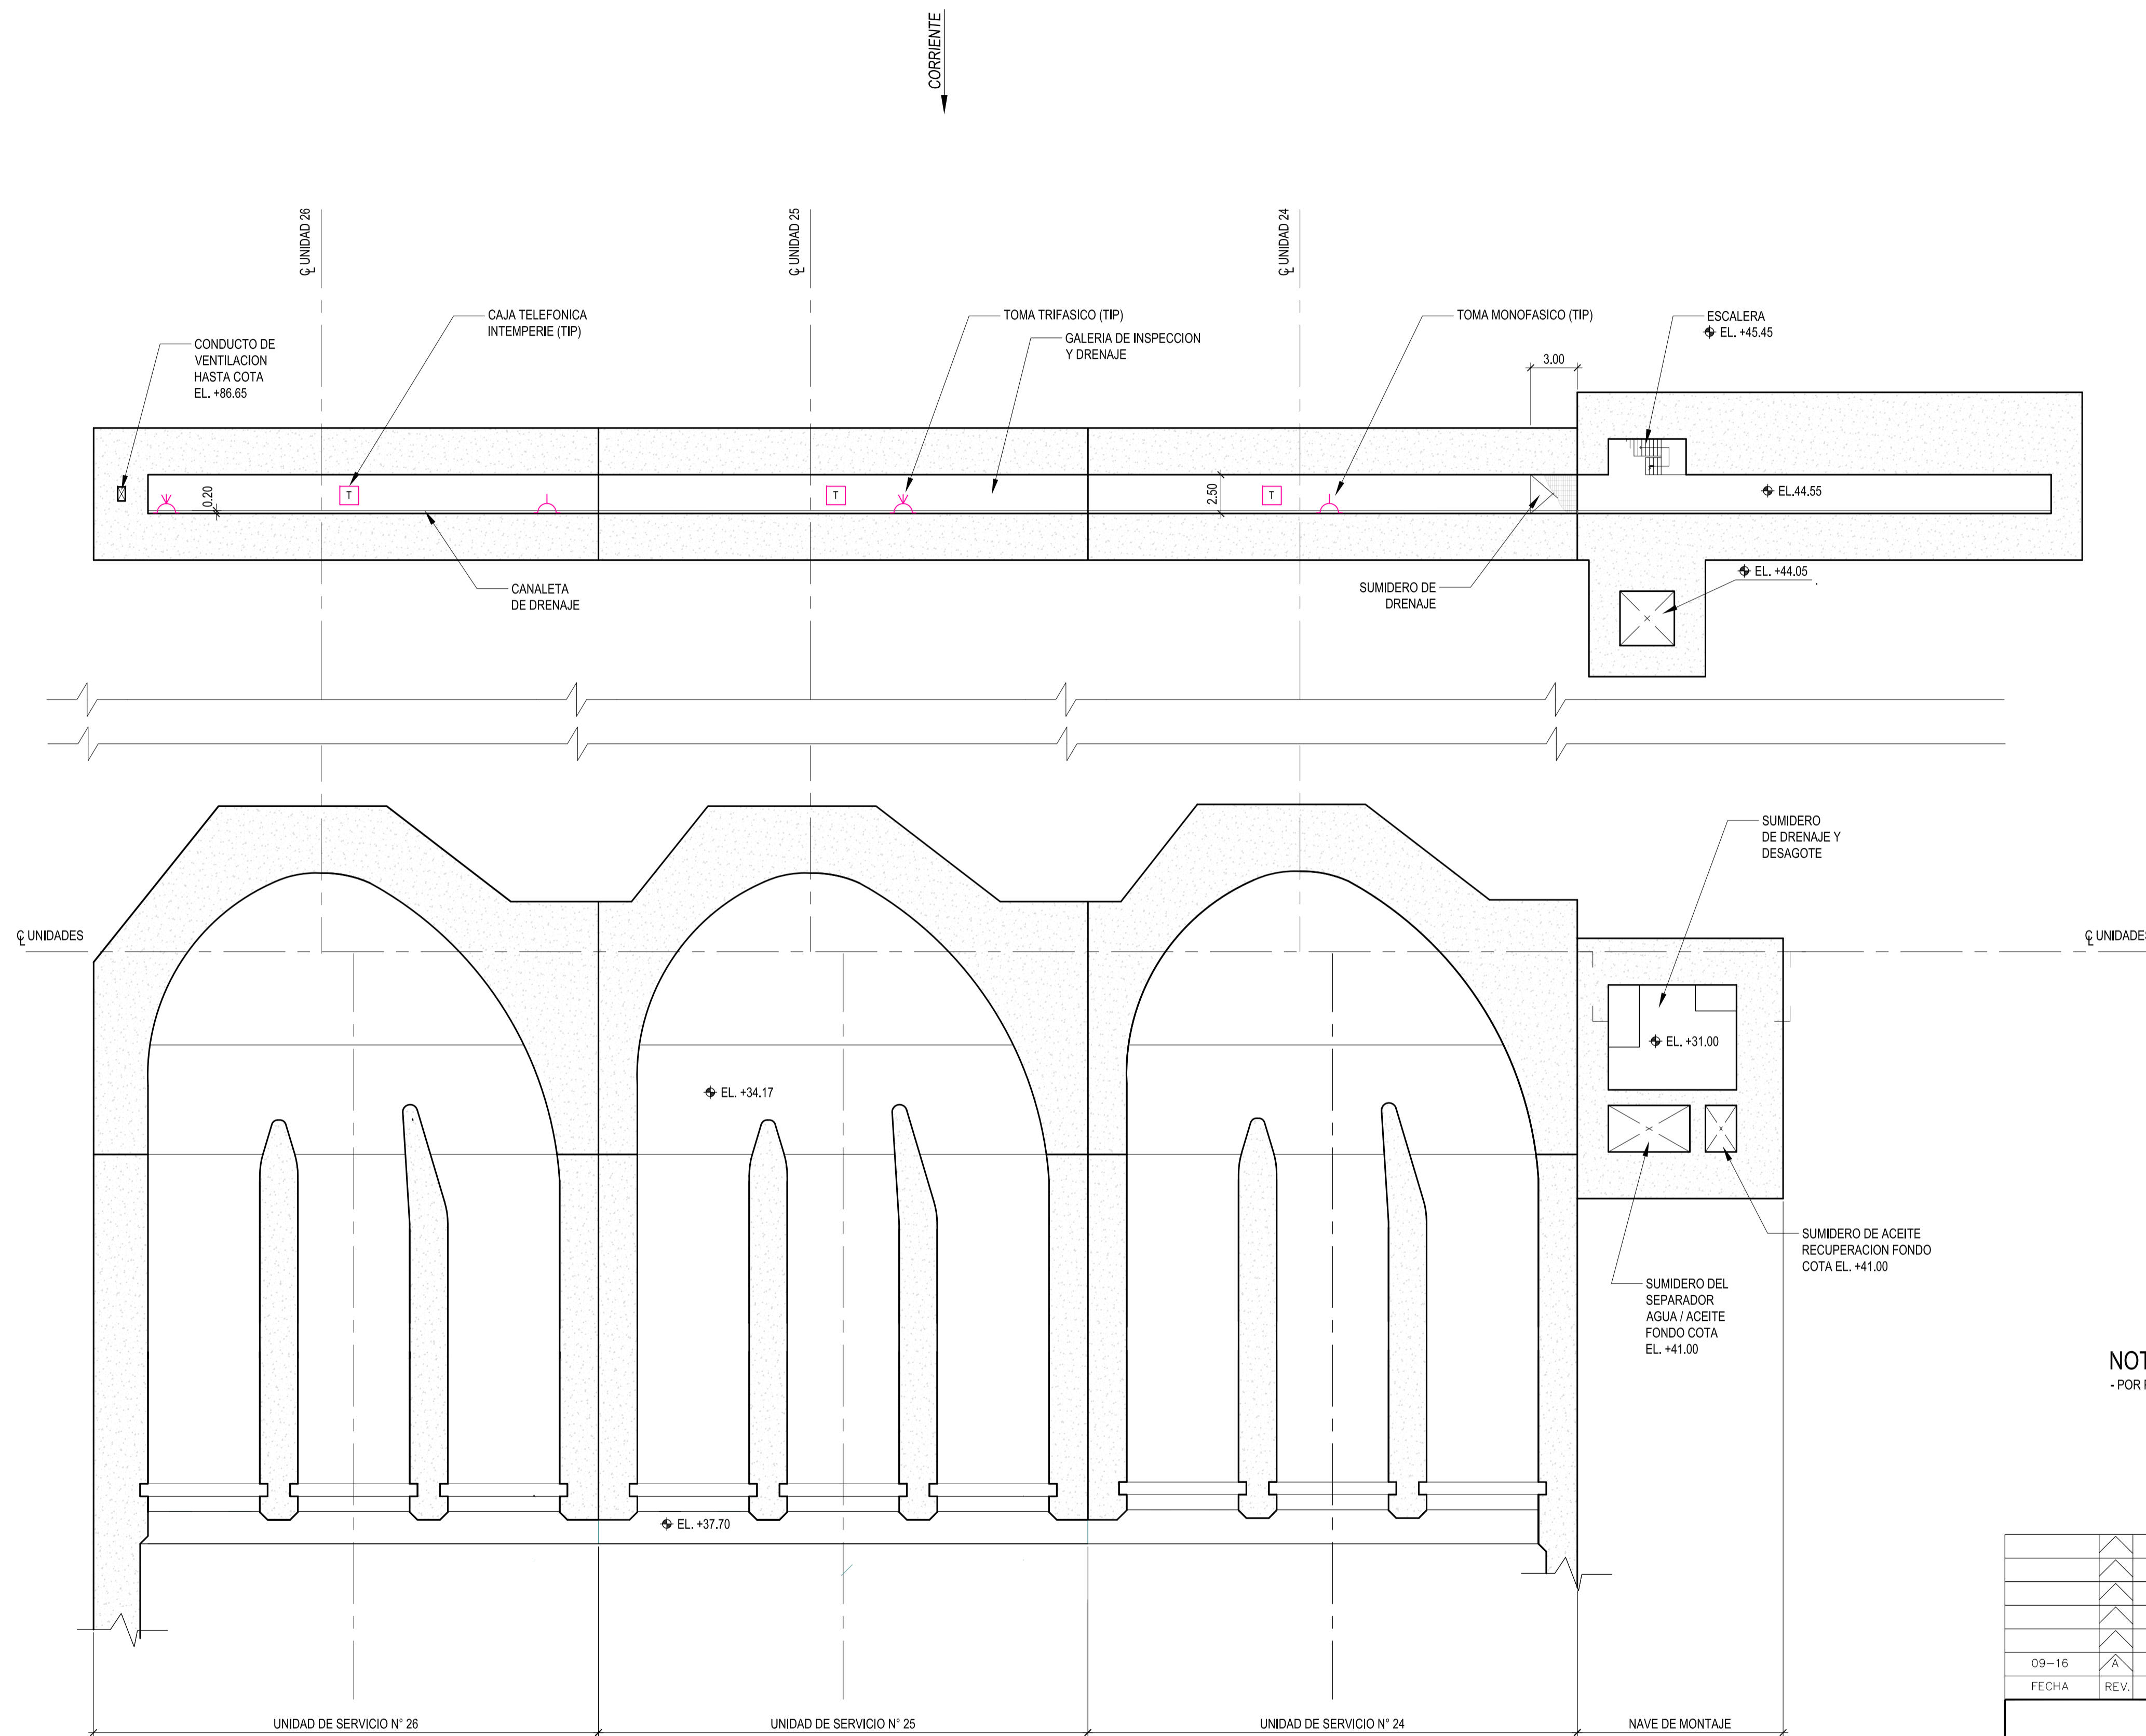 CORRIENTE
℄ UNIDAD 26
℄ UNIDAD 25
℄ UNIDAD 24
CONDUCTO DE
VENTILACION
HASTA COTA
EL. +86.65
CAJA TELEFONICA
INTEMPERIE (TIP)
TOMA TRIFASICO (TIP)
GALERIA DE INSPECCION
Y DRENAJE
TOMA MONOFASICO (TIP)
ESCALERA
EL. +45.45
3.00
0.20
T
T
2.50
T
EL.44.55
CANALETA
DE DRENAJE
SUMIDERO DE
DRENAJE
EL. +44.05
SUMIDERO
DE DRENAJE Y
DESAGOTE
℄ UNIDADES
℄ UNIDADES
EL. +31.00
EL. +34.17
SUMIDERO DE ACEITE
RECUPERACION FONDO
COTA EL. +41.00
SUMIDERO DEL
SEPARADOR
AGUA / ACEITE
FONDO COTA
EL. +41.00
NOT
- POR
EL. +37.70
09-16 A
FECHA REV.
UNIDAD DE SERVICIO N° 26
UNIDAD DE SERVICIO N° 25
UNIDAD DE SERVICIO N° 24
NAVE DE MONTAJE